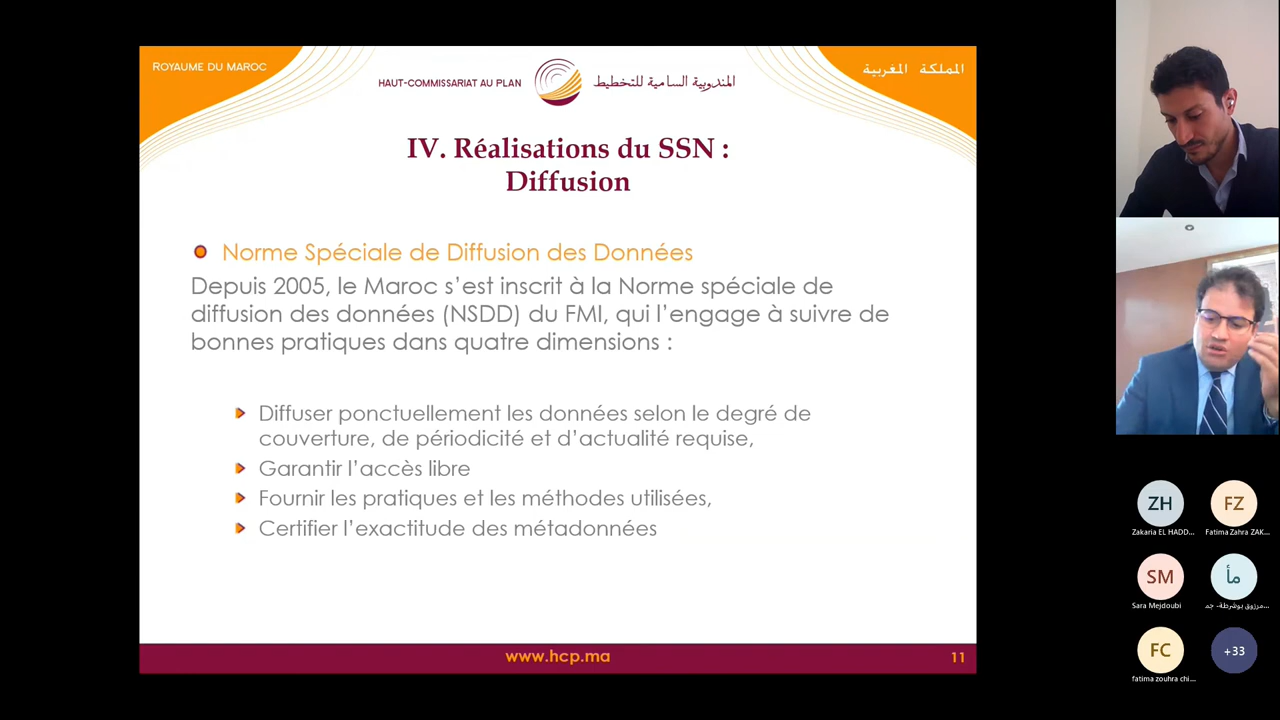 ROYAUME DU MAROC
HAUT-COMMISSARIAT AU PLAN
المندوبية السامية للتخطيط
المملكة المغربية
IV. Réalisations du SSN :
Diffusion
Norme Spéciale de Diffusion des Données
Depuis 2005, le Maroc s’est inscrit à la Norme spéciale de
diffusion des données (NSDD) du FMI, qui l’engage à suivre de
bonnes pratiques dans quatre dimensions :
Diffuser ponctuellement les données selon le degré de
couverture, de périodicité et d’actualité requise,
Garantir l’accès libre
Fournir les pratiques et les méthodes utilisées,
Certifier l’exactitude des métadonnées
www.hcp.ma
11
ZH
FZ
Zakaria EL HADD...
Fatima Zahra ZAK...
SM
مأ
Sara Mejdoubi
مرزوق بوشرطة- جم...
FC
+33
fatima zouhra chi...